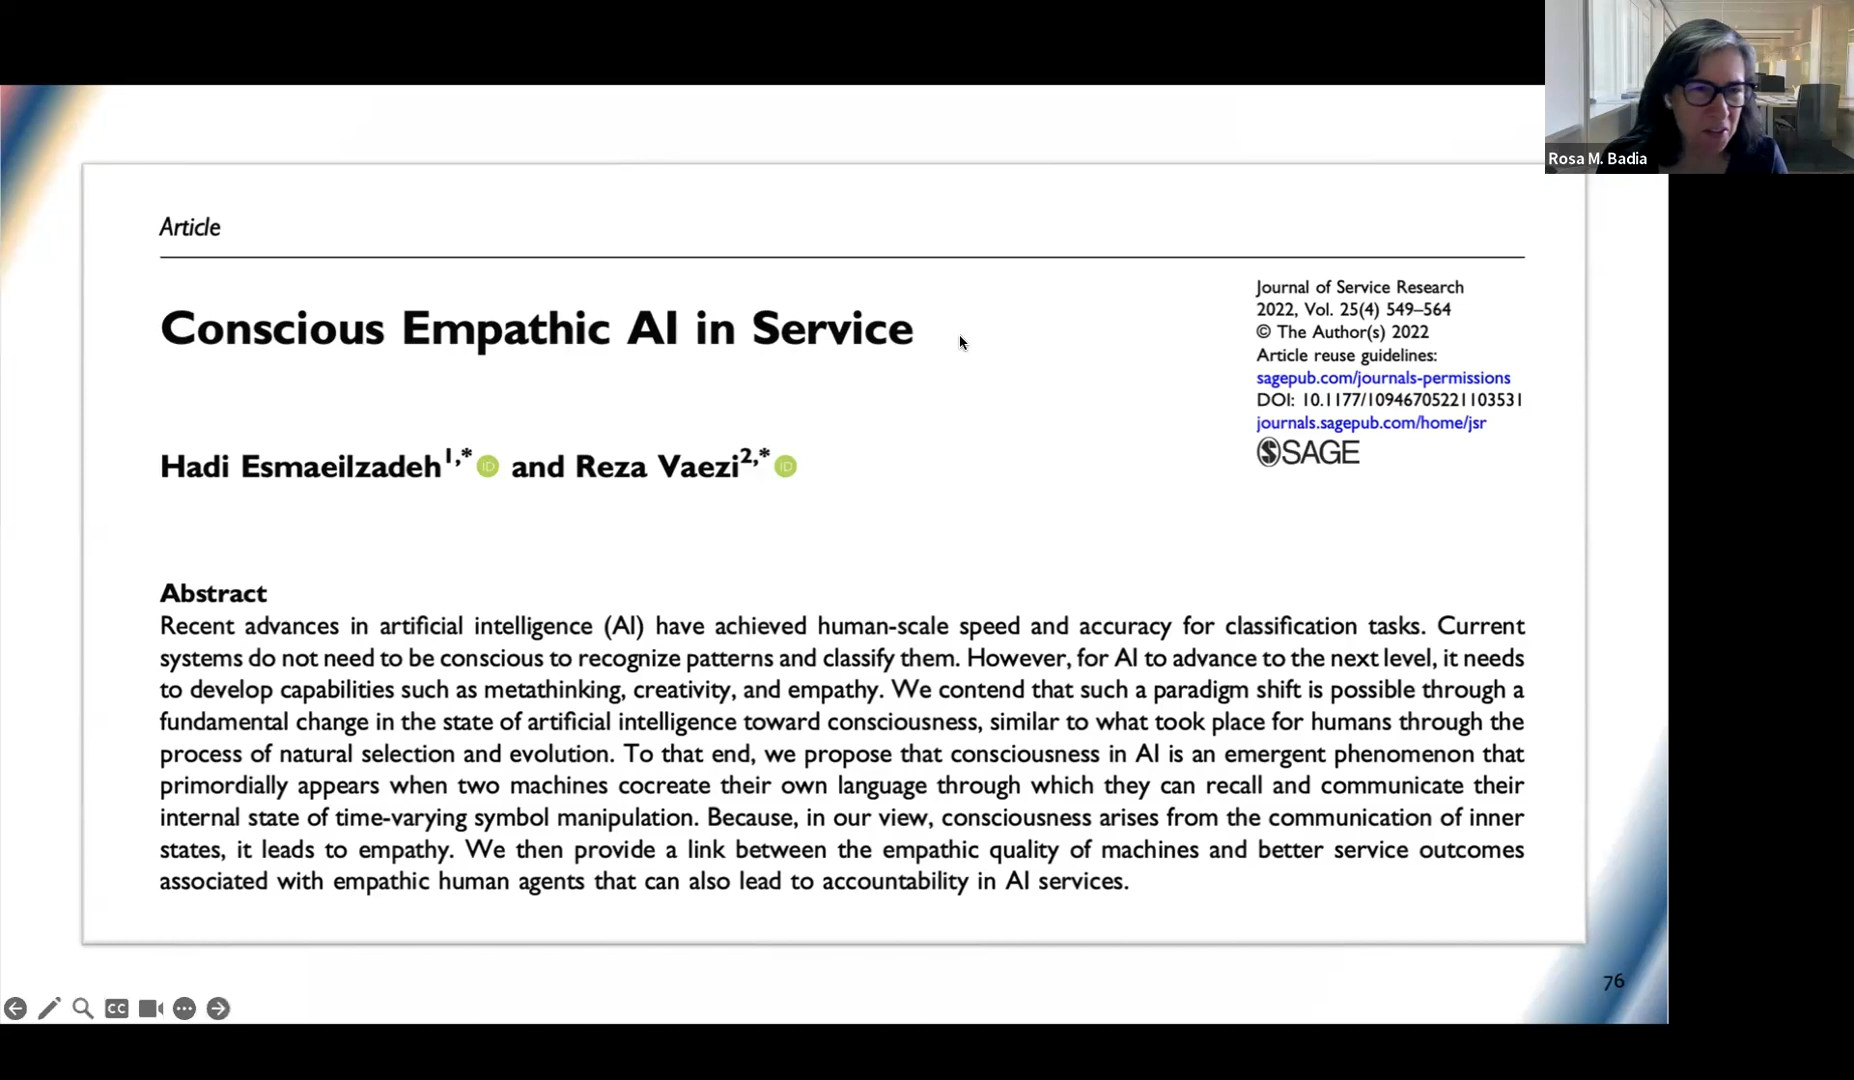 Rosa M. Badia
Article
Conscious Empathic AI in Service
Journal of Service Research
2022, Vol. 25(4) 549–564
© The Author(s) 2022
Article reuse guidelines:
sagepub.com/journals-permissions
DOI: 10.1177/10946705221103531
journals.sagepub.com/home/jsr
SAGE
Hadi Esmaeilzadeh1,* iD and Reza Vaezi2,* iD
Abstract
Recent advances in artificial intelligence (AI) have achieved human-scale speed and accuracy for classification tasks. Current
systems do not need to be conscious to recognize patterns and classify them. However, for AI to advance to the next level, it needs
to develop capabilities such as metathinking, creativity, and empathy. We contend that such a paradigm shift is possible through a
fundamental change in the state of artificial intelligence toward consciousness, similar to what took place for humans through the
process of natural selection and evolution. To that end, we propose that consciousness in AI is an emergent phenomenon that
primordially appears when two machines cocreate their own language through which they can recall and communicate their
internal state of time-varying symbol manipulation. Because, in our view, consciousness arises from the communication of inner
states, it leads to empathy. We then provide a link between the empathic quality of machines and better service outcomes
associated with empathic human agents that can also lead to accountability in AI services.
76
CC